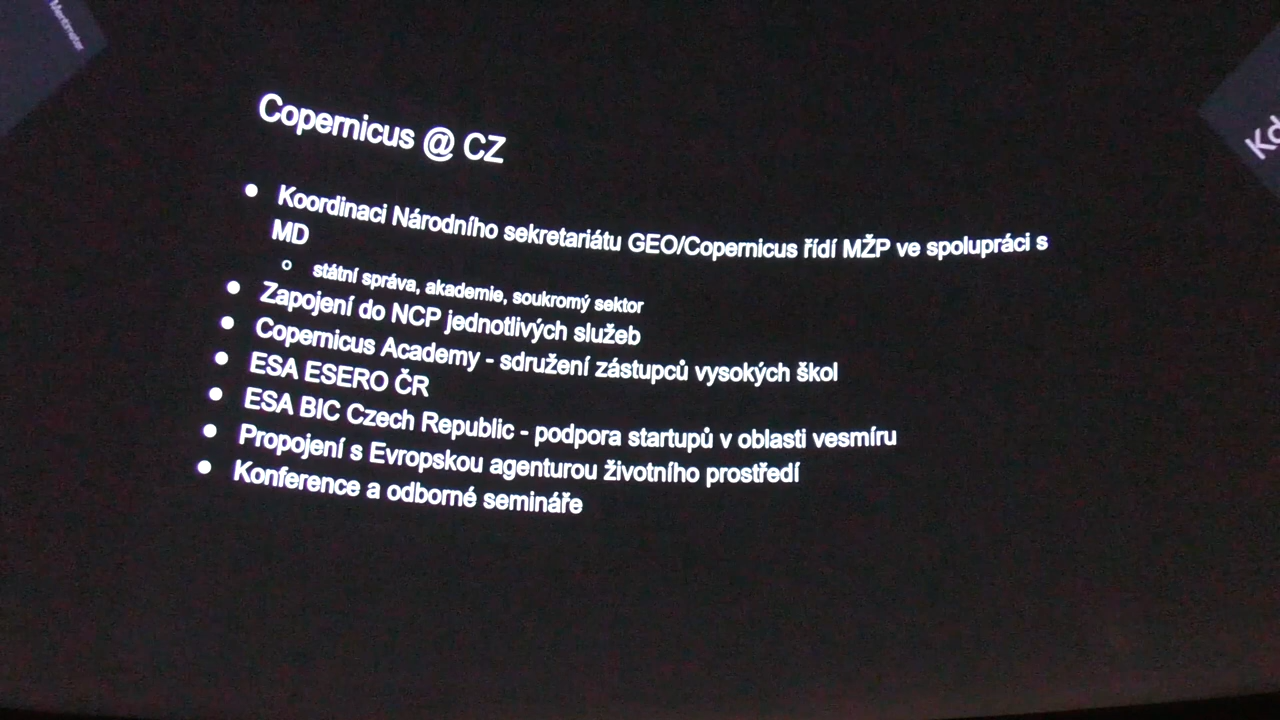 Mentimeter
Copernicus @ CZ
● Koordinaci Národního sekretariátu GEO/Copernicus řídí MŽP ve spolupráci s
MD
○ státní správa, akademie, soukromý sektor
● Zapojení do NCP jednotlivých služeb
● Copernicus Academy - sdružení zástupců vysokých škol
● ESA ESERO ČR
● ESA BIC Czech Republic - podpora startupů v oblasti vesmíru
● Propojení s Evropskou agenturou životního prostředí
● Konference a odborné semináře